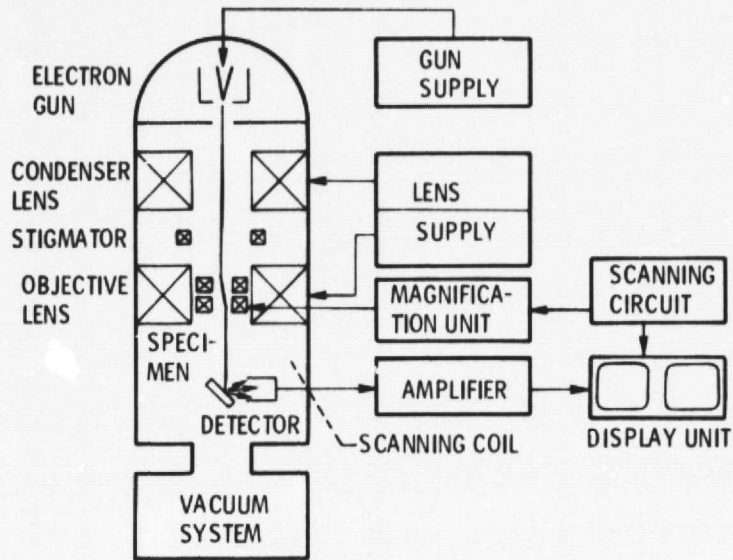 ELECTRON
GUN
GUN
SUPPLY
CONDENSER
LENS
LENS
SUPPLY
STIGMATOR
OBJECTIVE
LENS
MAGNIFICA-
TION UNIT
SCANNING
CIRCUIT
SPECI-
MEN
AMPLIFIER
DETECTOR
SCANNING COIL
DISPLAY UNIT
VACUUM
SYSTEM